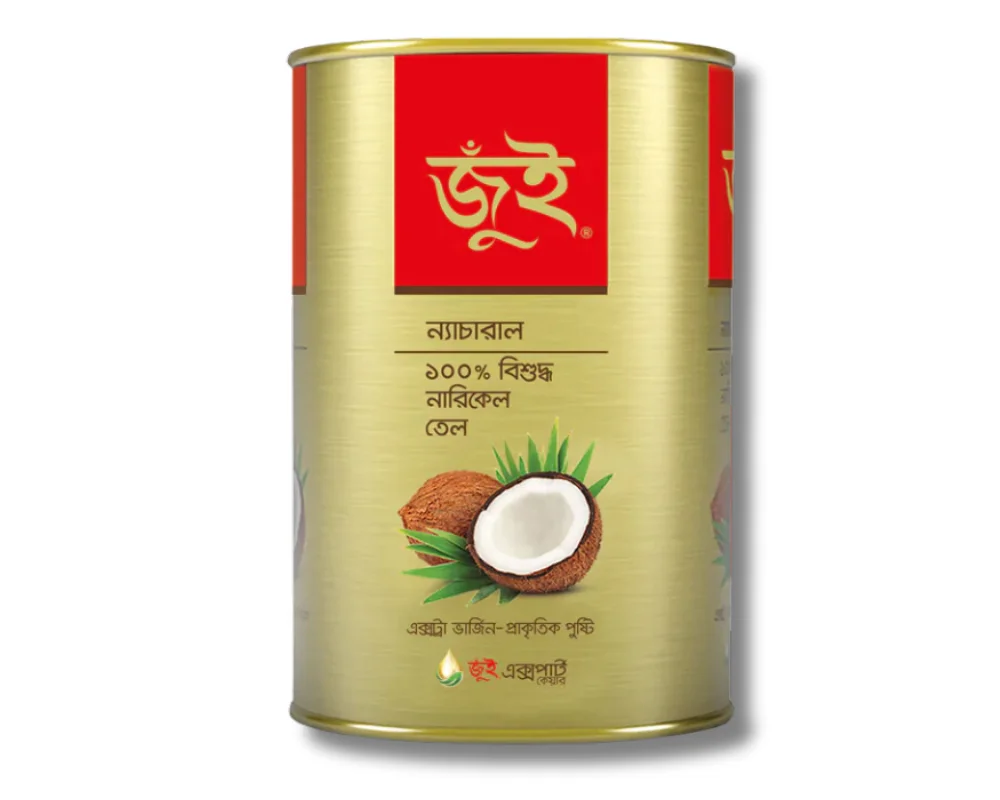 জুঁই®
ন্যাচারাল
১০০% বিশুদ্ধ
নারিকেল
তেল
এক্সট্রা ভার্জিন-প্রাকৃতিক পুষ্টি
জুঁই এক্সপার্ট
কেয়ার